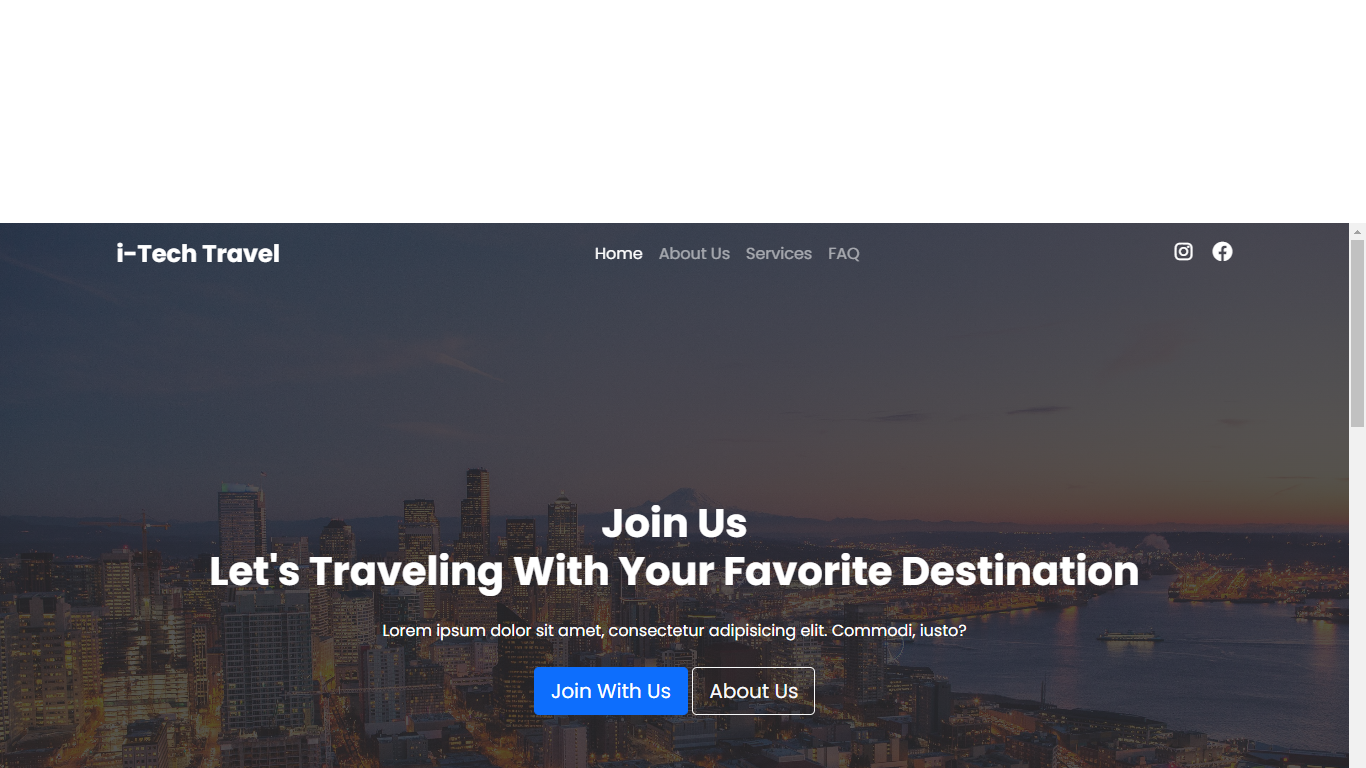 i-Tech Travel
Home About Us Services FAQ
Join Us
Let's Traveling With Your Favorite Destination
Lorem ipsum dolor sit amet, consectetur adipisicing elit. Commodi, iusto?
Join With Us About Us